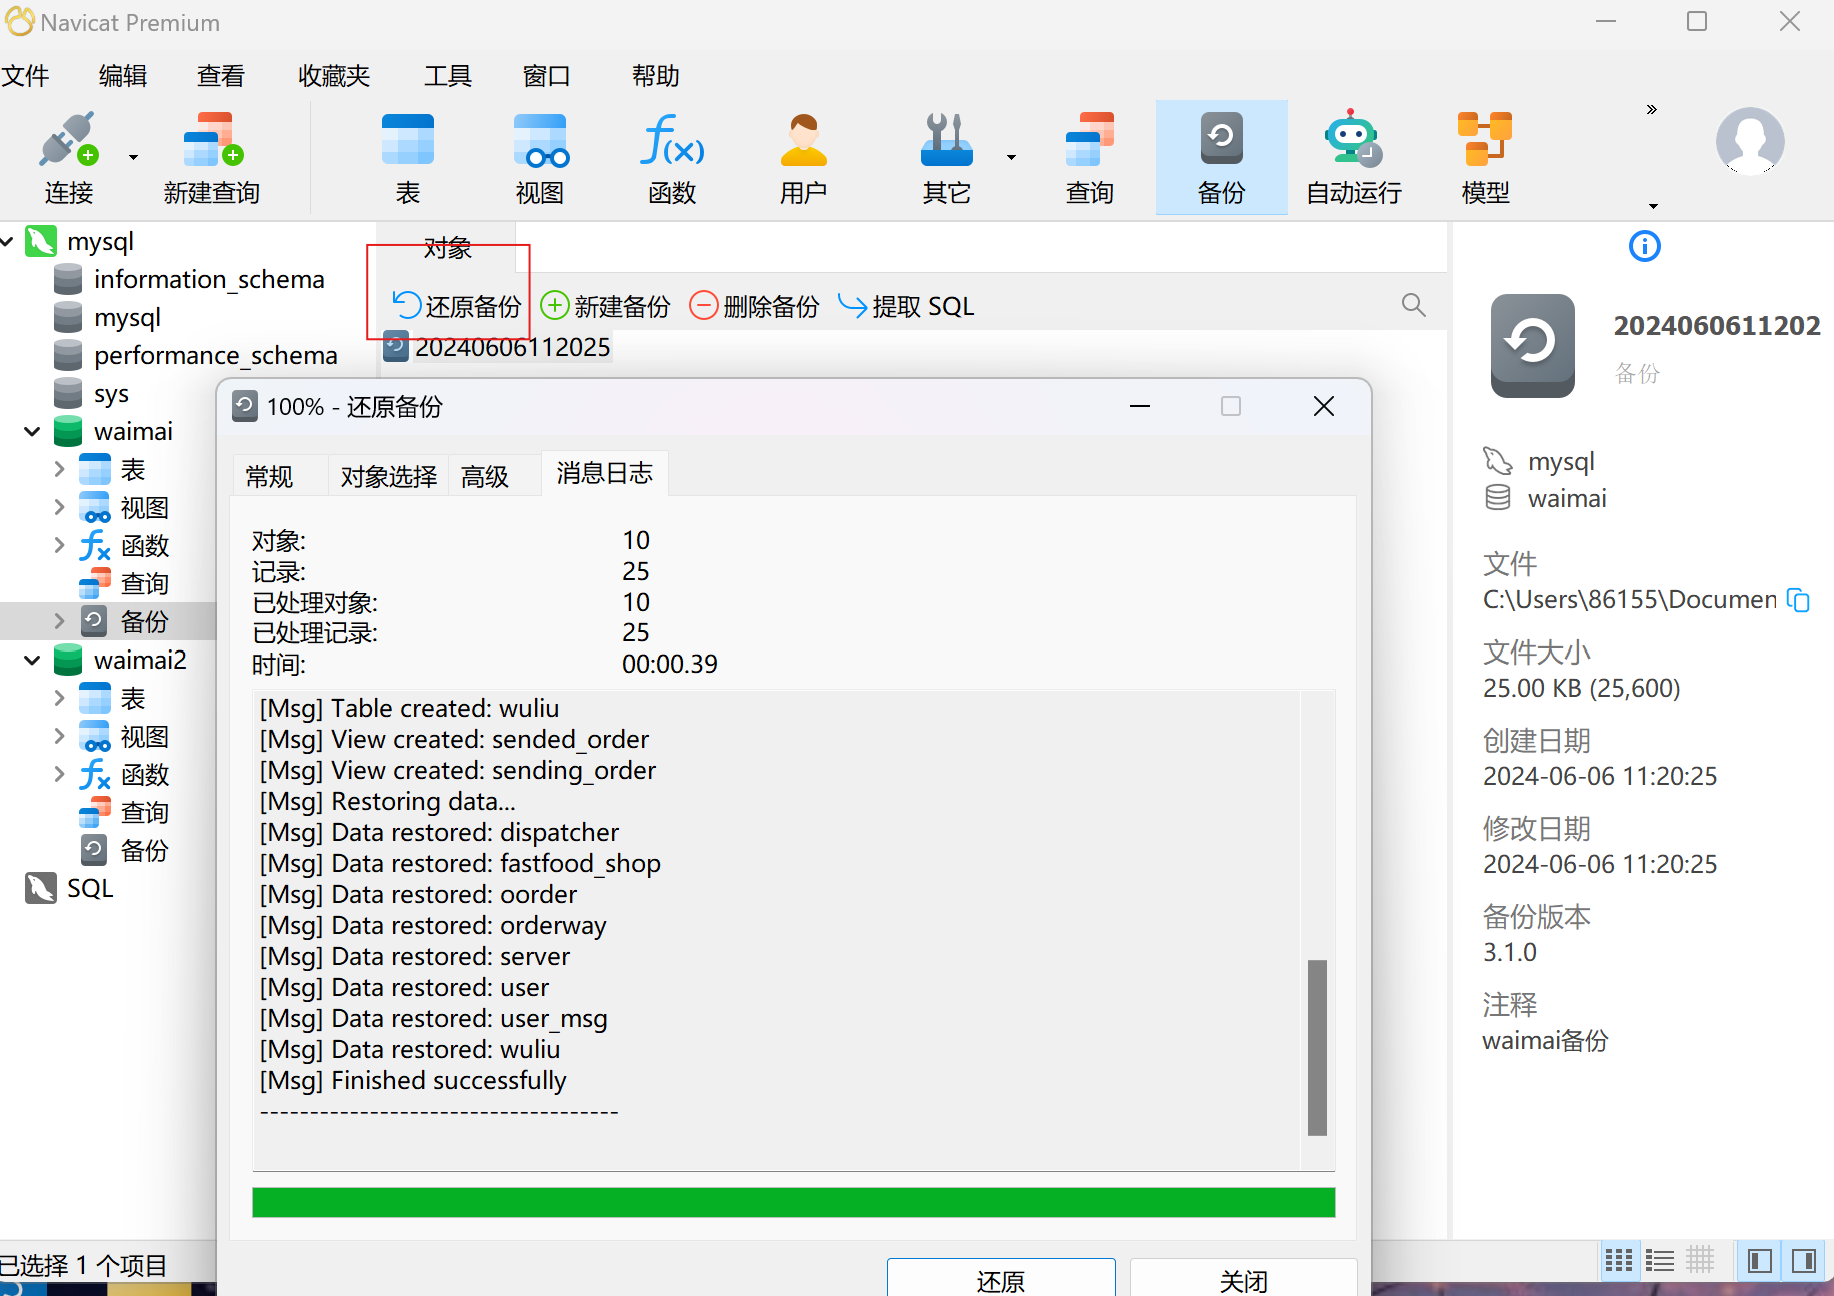 Navicat Premium
文件 编辑 查看 收藏夹 工具 窗口 帮助
连接 新建查询 表 视图 函数 用户 其它 查询 备份 自动运行 模型
mysql
information_schema
mysql
performance_schema
sys
waimai
表
视图
函数
查询
备份
waimai2
表
视图
函数
查询
备份
SQL
对象
还原备份 新建备份 删除备份 提取 SQL
20240606112025
100% - 还原备份
常规 对象选择 高级 消息日志
对象: 10
记录: 25
已处理对象: 10
已处理记录: 25
时间: 00:00.39
[Msg] Table created: wuliu
[Msg] View created: sended_order
[Msg] View created: sending_order
[Msg] Restoring data...
[Msg] Data restored: dispatcher
[Msg] Data restored: fastfood_shop
[Msg] Data restored: oorder
[Msg] Data restored: orderway
[Msg] Data restored: server
[Msg] Data restored: user
[Msg] Data restored: user_msg
[Msg] Data restored: wuliu
[Msg] Finished successfully
------------------------------------
还原 关闭
2024060611202
备份
mysql
waimai
文件
C:\Users\86155\Documen
文件大小
25.00 KB (25,600)
创建日期
2024-06-06 11:20:25
修改日期
2024-06-06 11:20:25
备份版本
3.1.0
注释
waimai备份
已选择 1 个项目